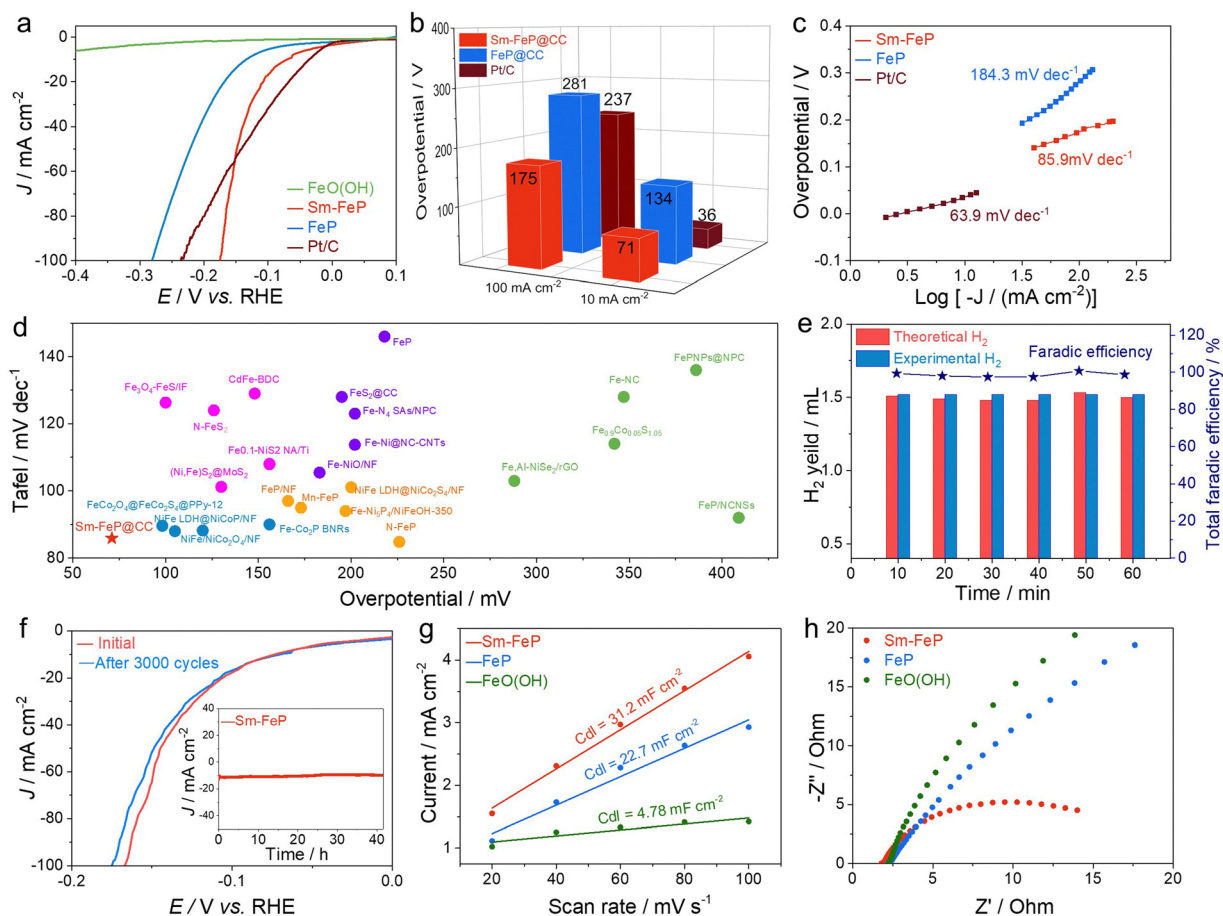 a
J / mA cm-2
0
-20
-40
-60
-80
-100
-0.4
-0.3
-0.2
-0.1
0.0
0.1
E / V vs. RHE
FeO(OH)
Sm-FeP
FeP
Pt/C
b
Overpotential / V
400
300
200
100
Sm-FeP@CC
FeP@CC
Pt/C
281
237
175
134
71
36
100 mA cm-2
10 mA cm-2
c
Overpotential / V
0.4
0.3
0.2
0.1
0.0
-0.1
Sm-FeP
FeP
Pt/C
184.3 mV dec-1
85.9mV dec-1
63.9 mV dec-1
0.0
0.5
1.0
1.5
2.0
2.5
Log [ -J / (mA cm-2)]
d
Tafel / mV dec-1
140
120
100
80
FeP
FePNPs@NPC
Fe3O4-FeS/IF
CdFe-BDC
FeS2@CC
Fe-NC
N-FeS2
Fe-N4 SAs/NPC
Fe0.9Co0.05S1.05
Fe0.1-NiS2 NA/Ti
Fe-Ni@NC-CNTs
(Ni,Fe)S2@MoS2
Fe-NiO/NF
Fe,Al-NiSe2/rGO
FeP/NF
NiFe LDH@NiCo2S4/NF
FeCo2O4@FeCo2S4@PPy-12
Mn-FeP
Fe-Ni5P4/NiFeOH-350
FeP/NCNSs
NiFe LDH@NiCoP/NF
Sm-FeP@CC
Fe-Co2P BNRs
N-FeP
NiFe/NiCo2O4/NF
50
100
150
200
250
300
350
400
Overpotential / mV
e
H2 yeild / mL
2.0
1.5
1.0
0.5
Theoretical H2
Experimental H2
Faradic efficiency
120
100
80
60
40
20
0
Total faradic efficiency / %
0
10
20
30
40
50
60
Time / min
f
J / mA cm-2
0
-20
-40
-60
-80
-100
Initial
After 3000 cycles
J / mA cm-2
40
20
0
-20
-40
Sm-FeP
0
10
20
30
40
Time / h
-0.2
-0.1
0.0
E / V vs. RHE
g
Current / mA cm-2
4
3
2
1
Sm-FeP
FeP
FeO(OH)
Cdl = 31.2 mF cm-2
Cdl = 22.7 mF cm-2
Cdl = 4.78 mF cm-2
20
40
60
80
100
Scan rate / mV s-1
h
-Z'' / Ohm
-20
-15
-10
-5
0
Sm-FeP
FeP
FeO(OH)
0
5
10
15
20
Z' / Ohm